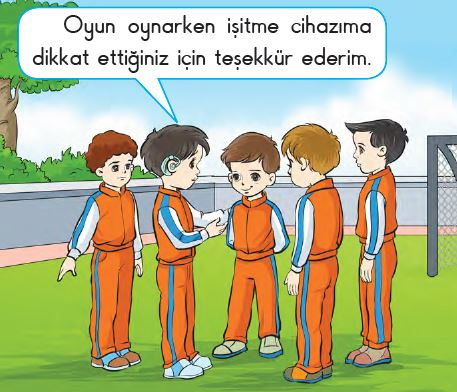 Oyun oynarken işitme cihazıma
dikkat ettiğiniz için teşekkür ederim.